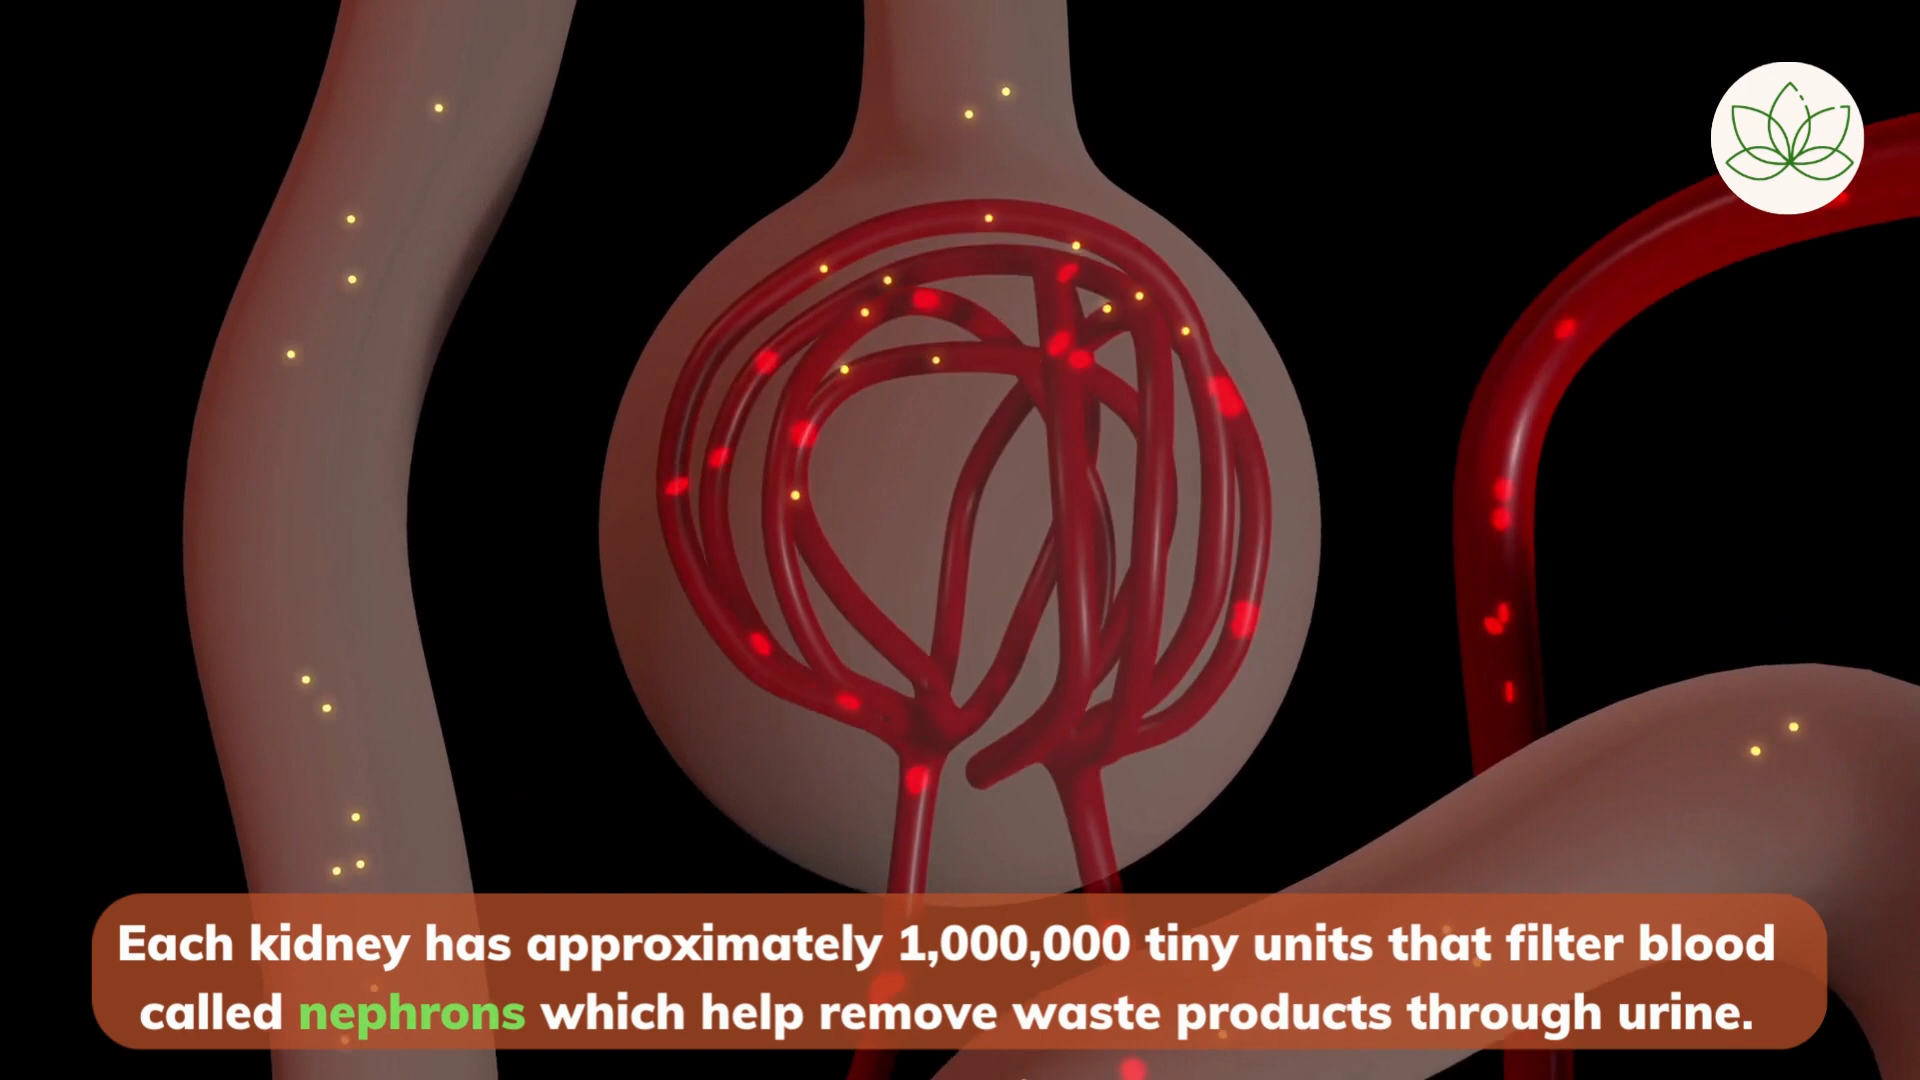 Each kidney has approximately 1,000,000 tiny units that filter blood
called nephrons which help remove waste products through urine.